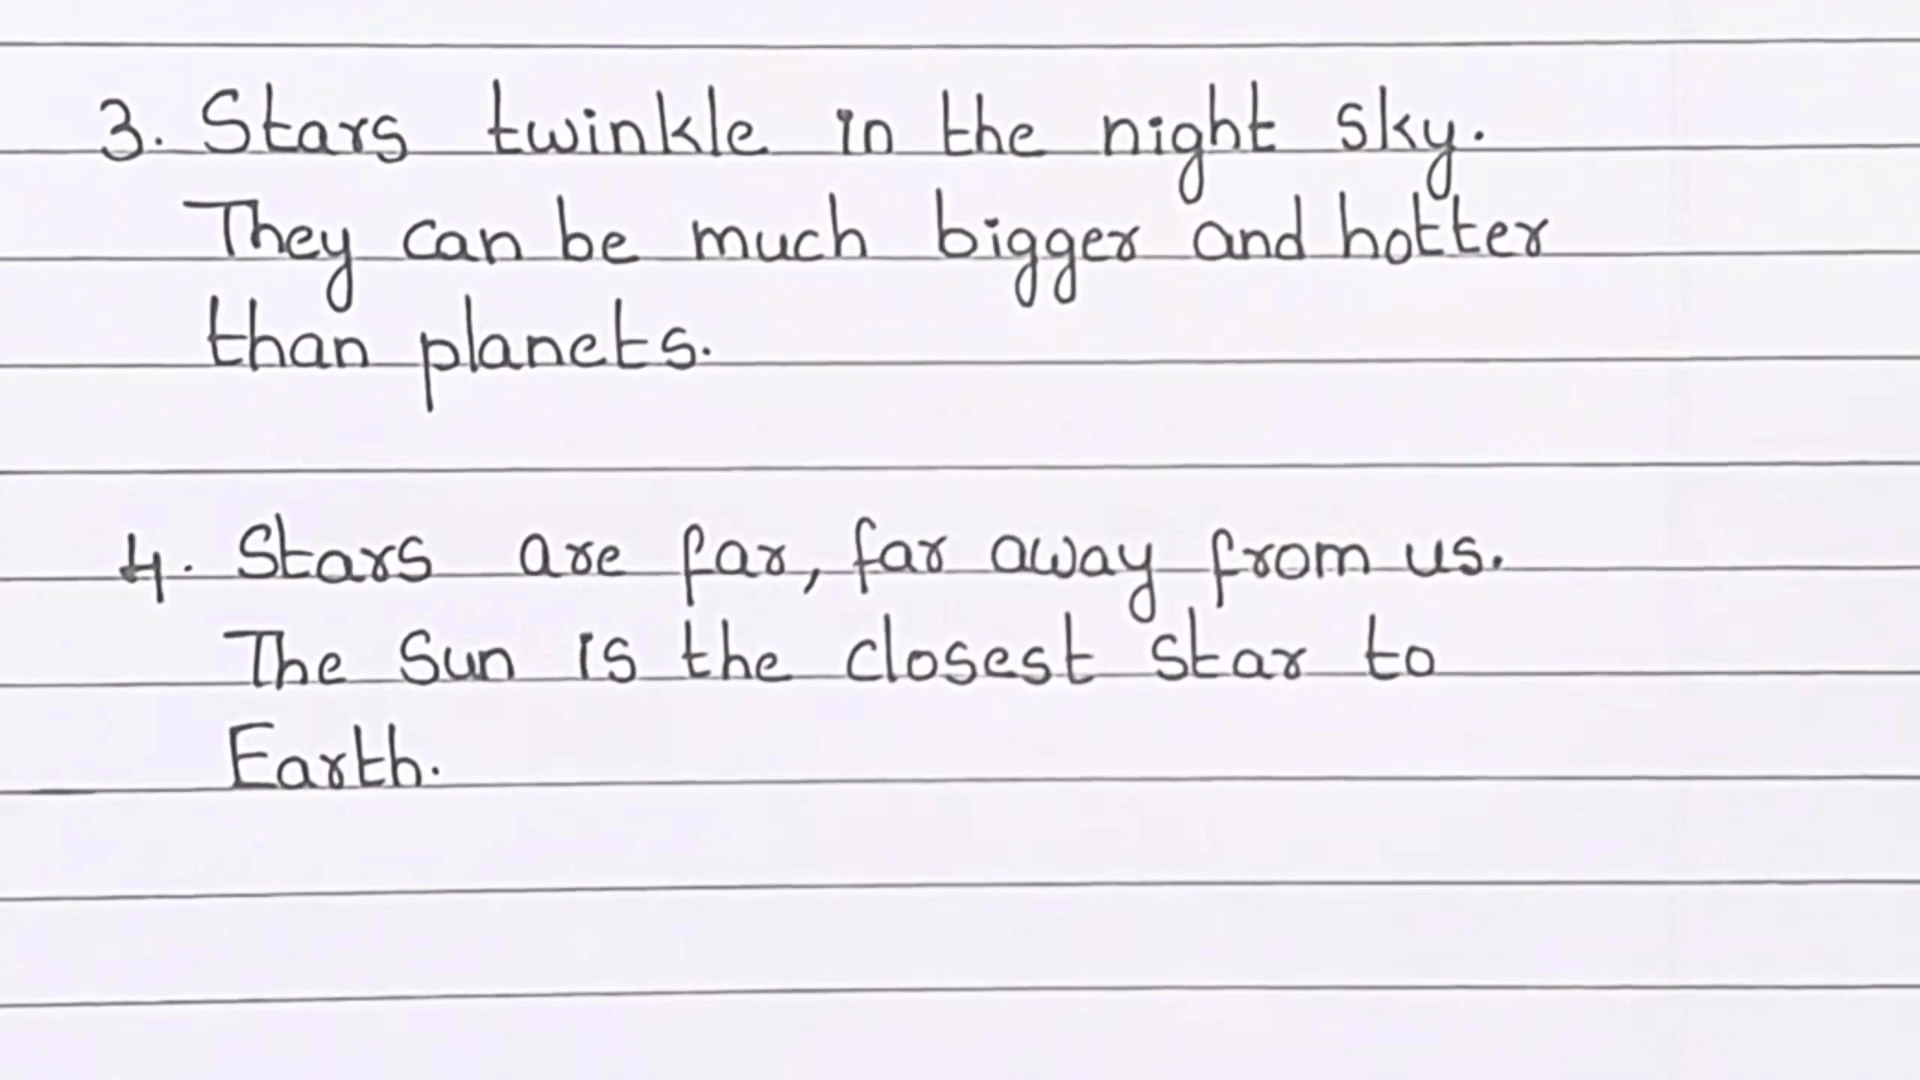 3. Stars twinkle in the night sky.
They can be much bigger and hotter
than planets.
4. Stars are far, far away from us.
The Sun is the closest star to
Earth.